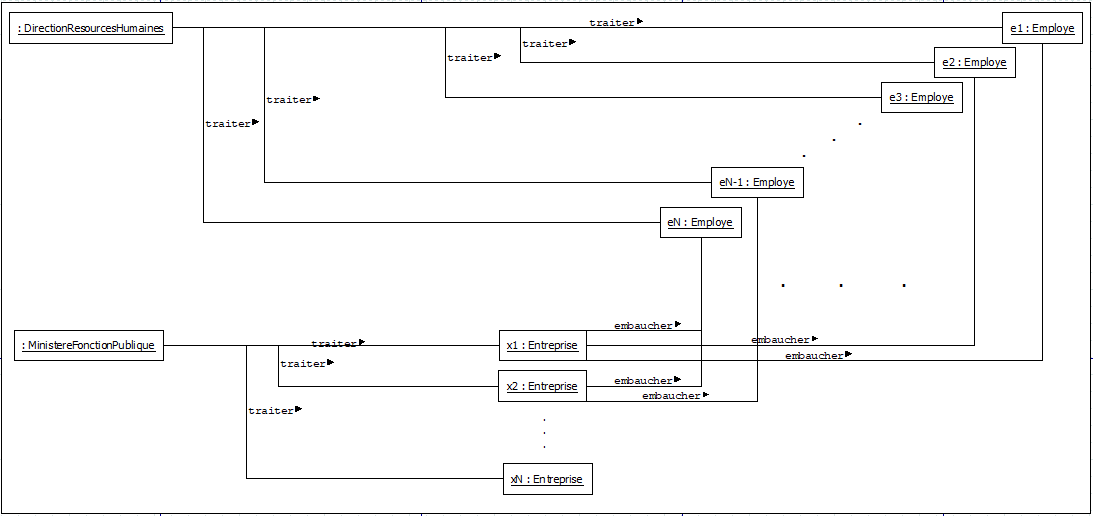 : DirectionResourcesHumaines
traiter
e1 : Employe
traiter
traiter
e2 : Employe
e3 : Employe
traiter
traiter
eN-1 : Employe
eN : Employe
embaucher
: MinistereFonctionPublique
traiter
x1 : Entreprise
embaucher
embaucher
traiter
x2 : Entreprise
embaucher
embaucher
traiter
xN : Entreprise